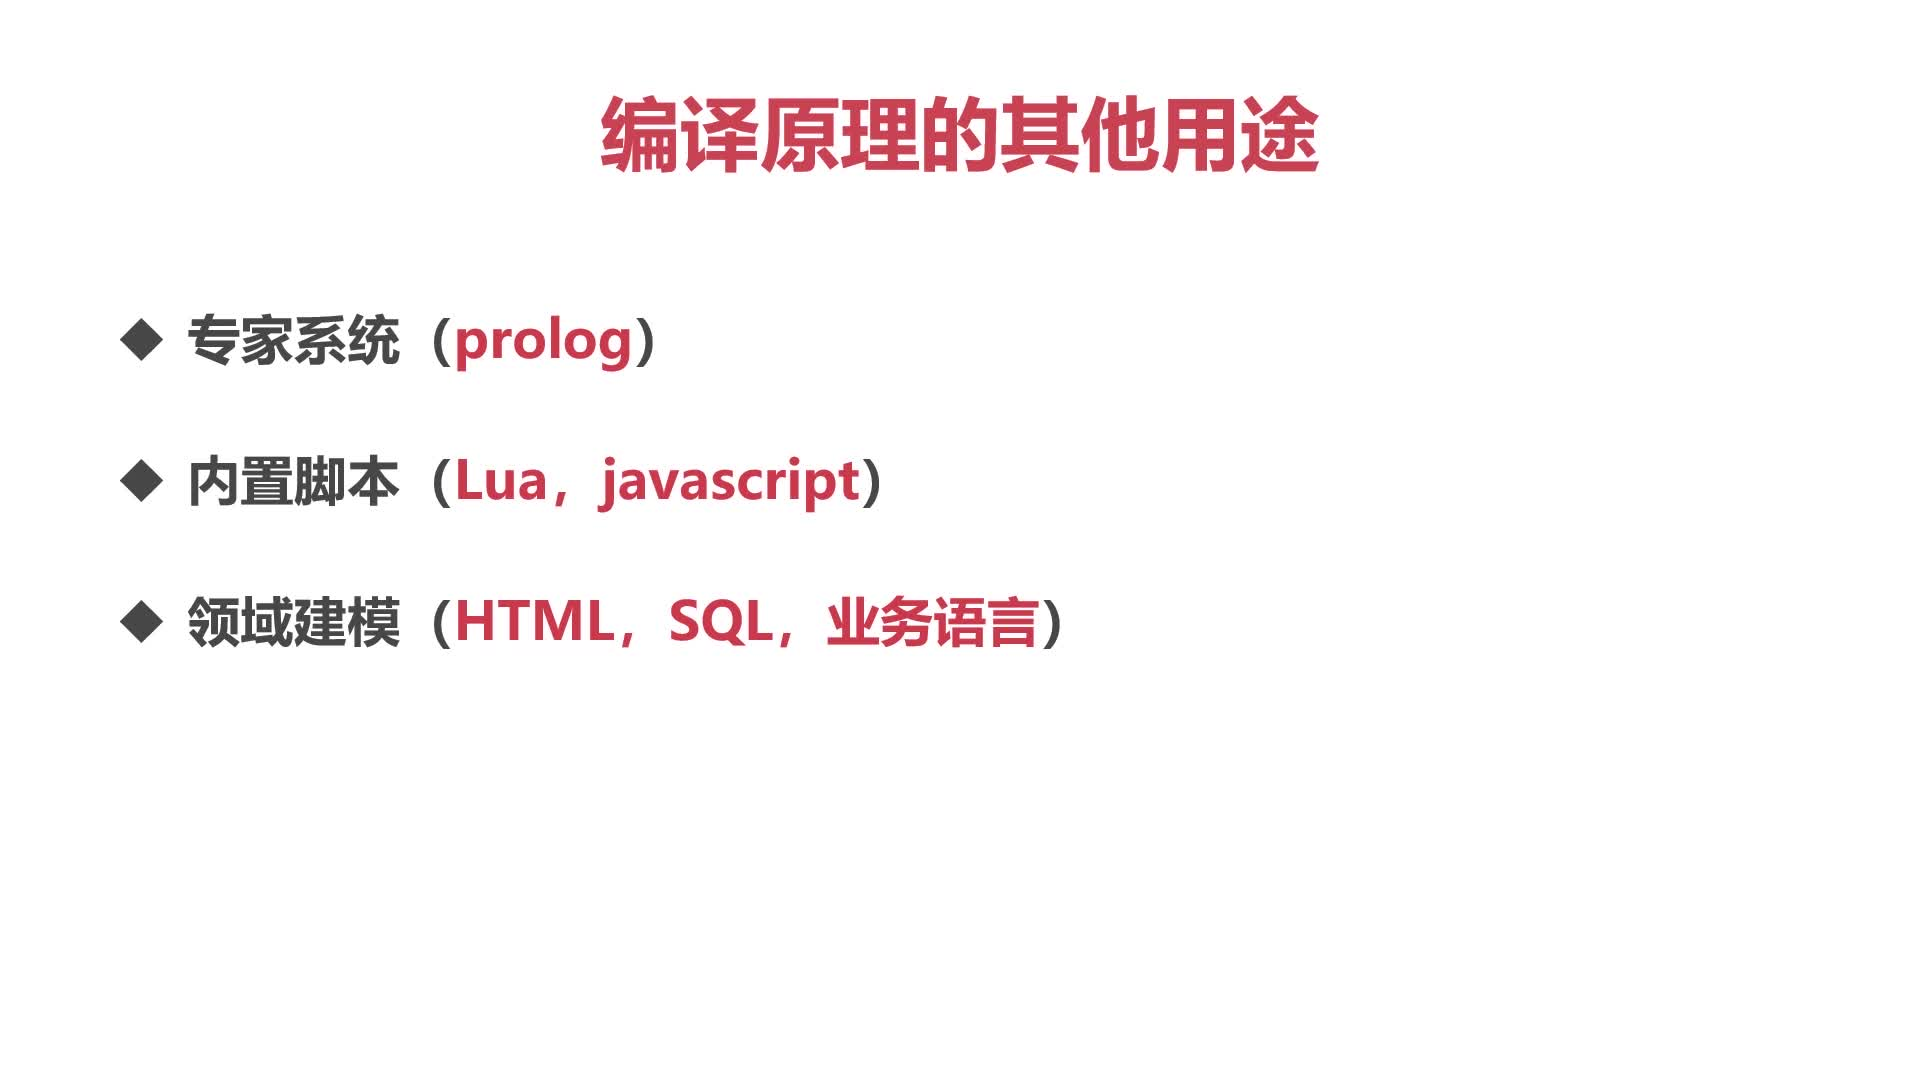 编译原理的其他用途
◆ 专家系统（prolog）
◆ 内置脚本（Lua，javascript）
◆ 领域建模（HTML，SQL，业务语言）